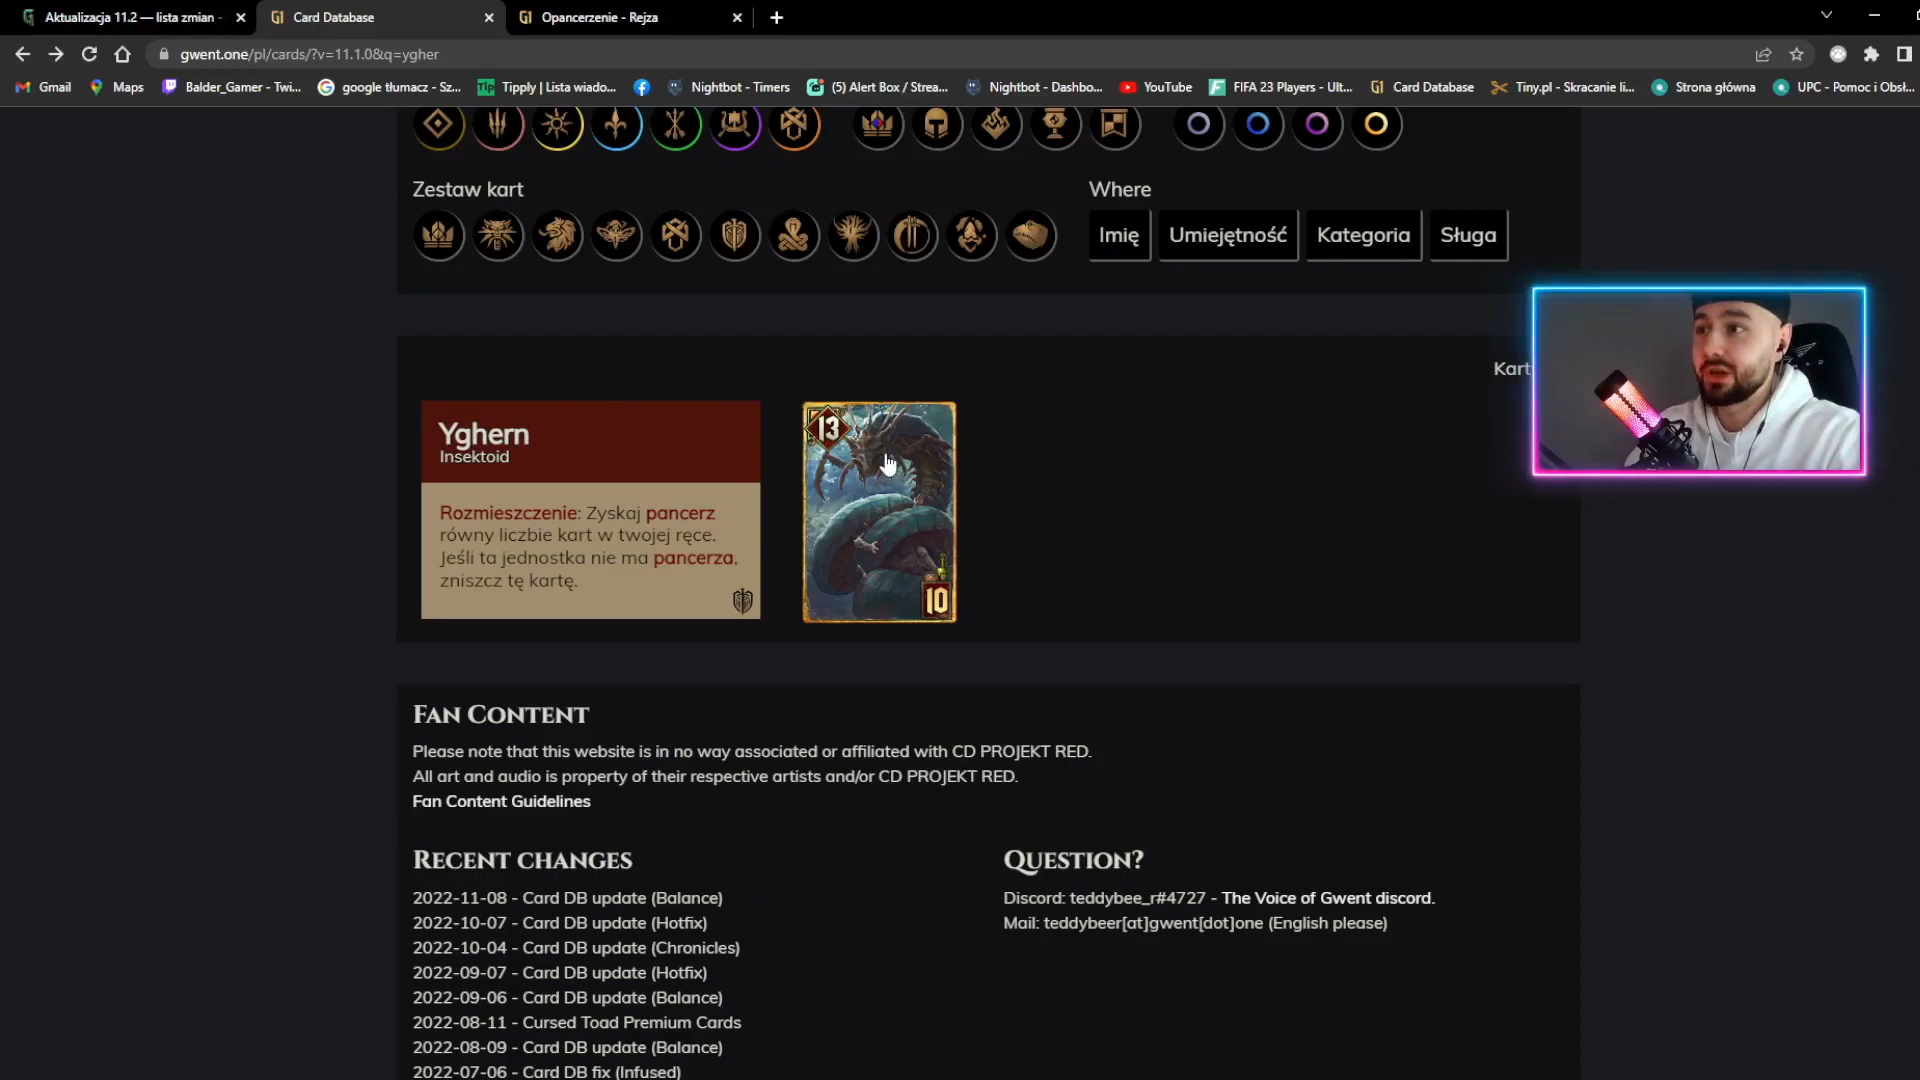 Aktualizacja 11.2 — lista zmian -
Card Database
Opancerzenie - Rejza
gwent.one/pl/cards/?v=11.1.0&q=ygher
Gmail
Maps
Balder_Gamer - Twi...
google tłumacz - Sz...
Tip Tipply | Lista wiado...
Nightbot - Timers
(5) Alert Box / Strea...
Nightbot - Dashbo...
YouTube
FIFA 23 Players - Ult...
Card Database
Tiny.pl - Skracanie li...
Strona główna
UPC - Pomoc i Obsł...
Zestaw kart
Where
Imię
Umiejętność
Kategoria
Sługa
Kart
Yghern
Insektoid
Rozmieszczenie: Zyskaj pancerz
równy liczbie kart w twojej ręce.
Jeśli ta jednostka nie ma pancerza,
zniszcz tę kartę.
13
10
Fan Content
Please note that this website is in no way associated or affiliated with CD PROJEKT RED.
All art and audio is property of their respective artists and/or CD PROJEKT RED.
Fan Content Guidelines
Recent changes
2022-11-08 - Card DB update (Balance)
2022-10-07 - Card DB update (Hotfix)
2022-10-04 - Card DB update (Chronicles)
2022-09-07 - Card DB update (Hotfix)
2022-09-06 - Card DB update (Balance)
2022-08-11 - Cursed Toad Premium Cards
2022-08-09 - Card DB update (Balance)
2022-07-06 - Card DB fix (Infused)
Question?
Discord: teddybee_r#4727 - The Voice of Gwent discord.
Mail: teddybeer[at]gwent[dot]one (English please)